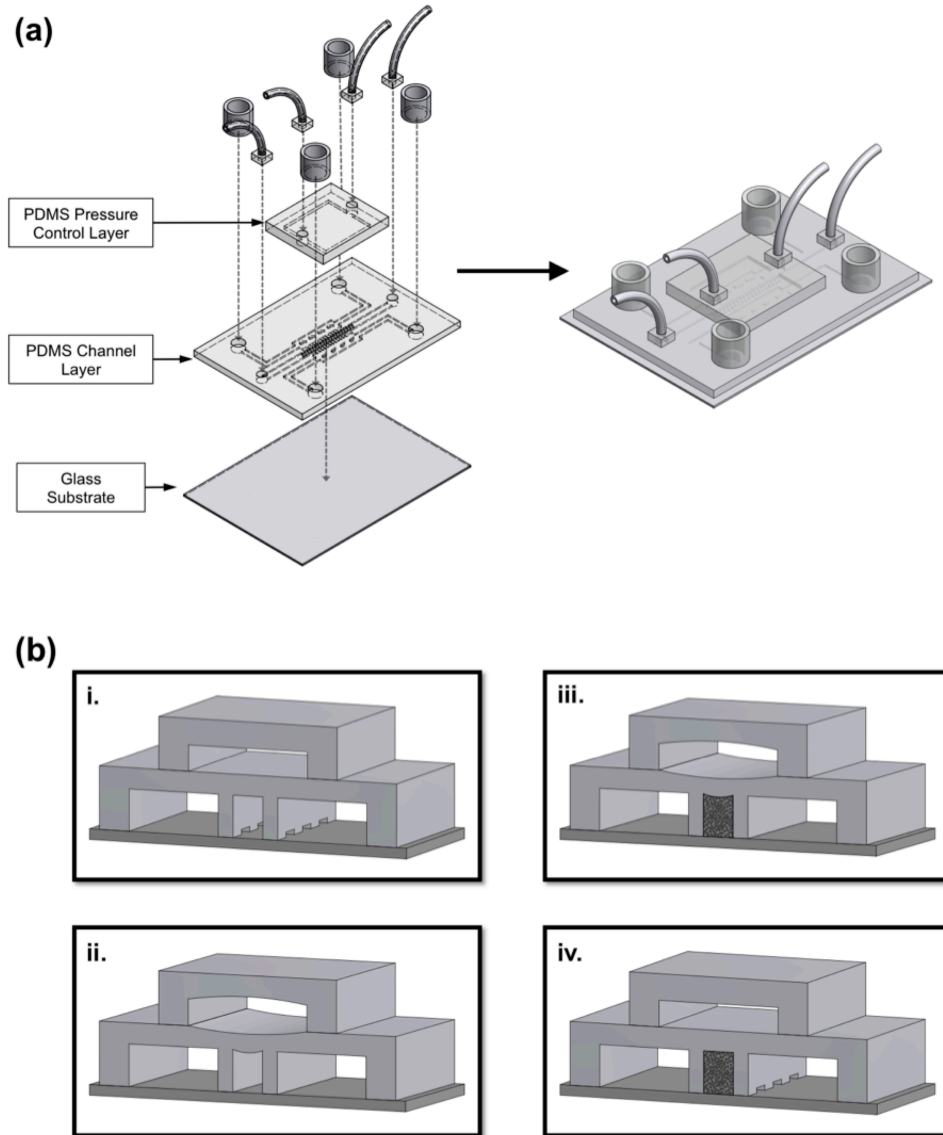 (a)
PDMS Pressure
Control Layer
PDMS Channel
Layer
Glass
Substrate
(b)
i.
iii.
ii.
iv.